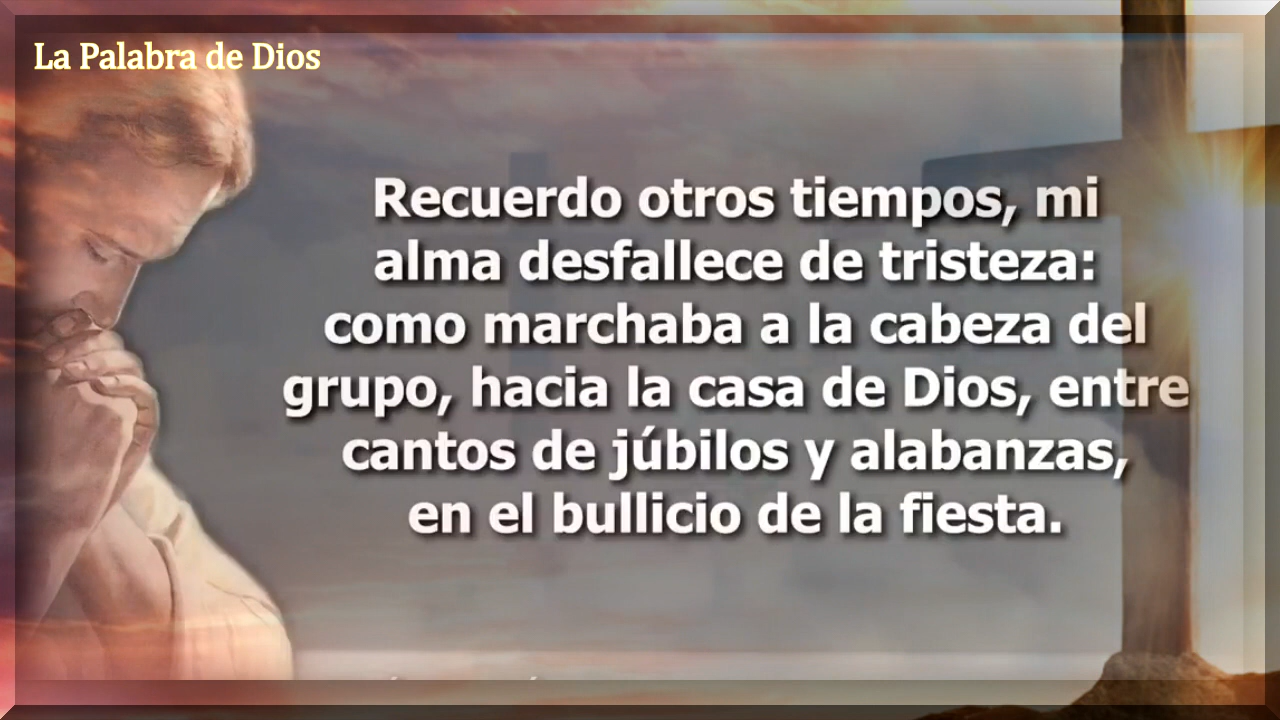 La Palabra de Dios
Recuerdo otros tiempos, mi
alma desfallece de tristeza:
como marchaba a la cabeza del
grupo, hacia la casa de Dios, entre
cantos de júbilos y alabanzas,
en el bullicio de la fiesta.